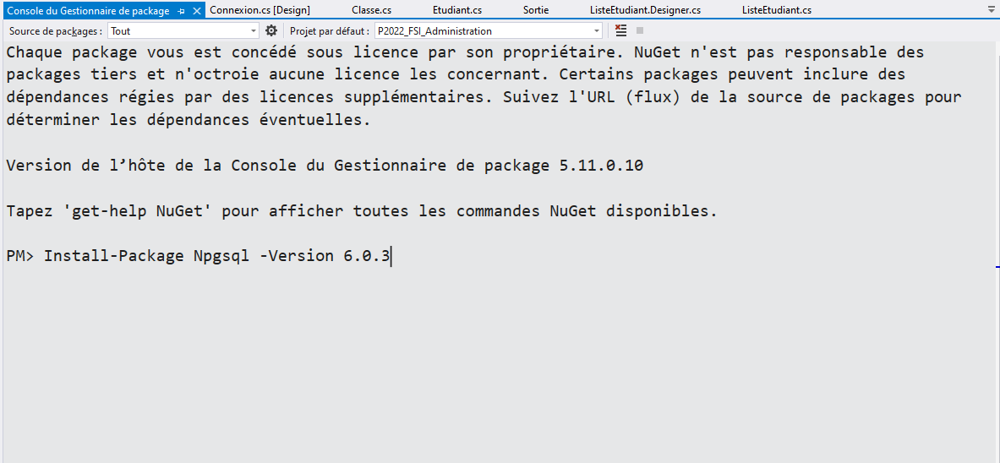 Console du Gestionnaire de package Connexion.cs [Design] Classe.cs Etudiant.cs Sortie ListeEtudiant.Designer.cs ListeEtudiant.cs
Source de packages : Tout Projet par défaut : P2022_FSI_Administration
Chaque package vous est concédé sous licence par son propriétaire. NuGet n'est pas responsable des
packages tiers et n'octroie aucune licence les concernant. Certains packages peuvent inclure des
dépendances régies par des licences supplémentaires. Suivez l'URL (flux) de la source de packages pour
déterminer les dépendances éventuelles.
Version de l’hôte de la Console du Gestionnaire de package 5.11.0.10
Tapez 'get-help NuGet' pour afficher toutes les commandes NuGet disponibles.
PM> Install-Package Npgsql -Version 6.0.3